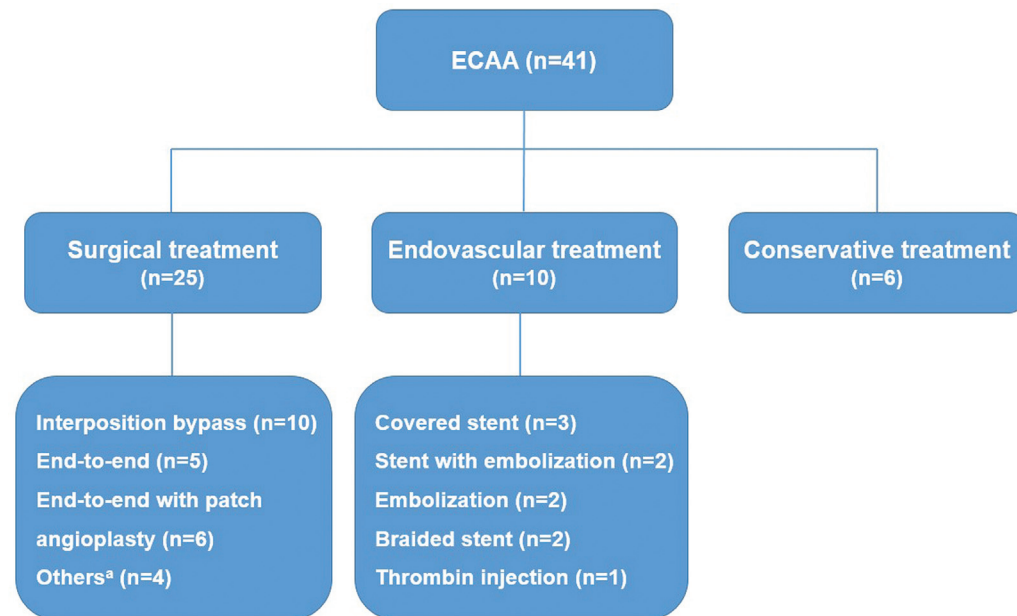 ECAA (n=41)
Surgical treatment
(n=25)
Endovascular treatment
(n=10)
Conservative treatment
(n=6)
Interposition bypass (n=10)
End-to-end (n=5)
End-to-end with patch
angioplasty (n=6)
Othersᵃ (n=4)
Covered stent (n=3)
Stent with embolization (n=2)
Embolization (n=2)
Braided stent (n=2)
Thrombin injection (n=1)